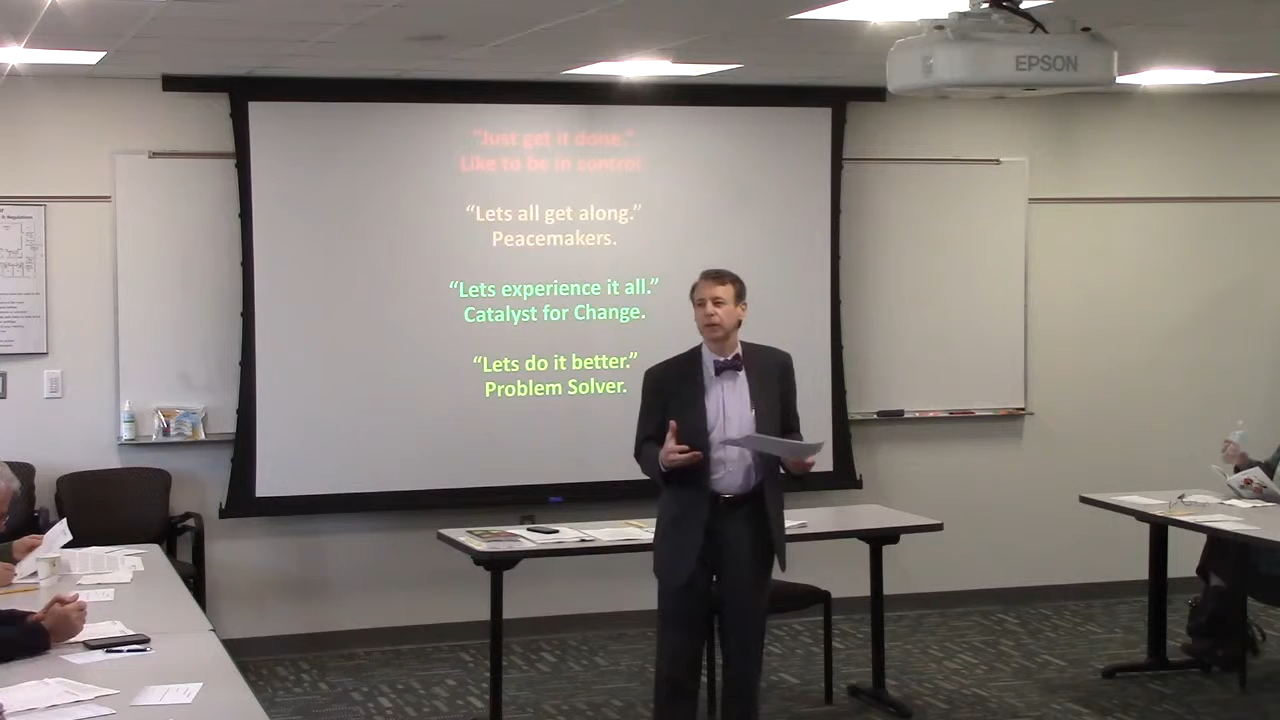 EPSON
"Just get it done."
Like to be in control
“Lets all get along.”
Peacemakers.
“Lets experience it all.”
Catalyst for Change.
“Lets do it better.”
Problem Solver.
& Regulations